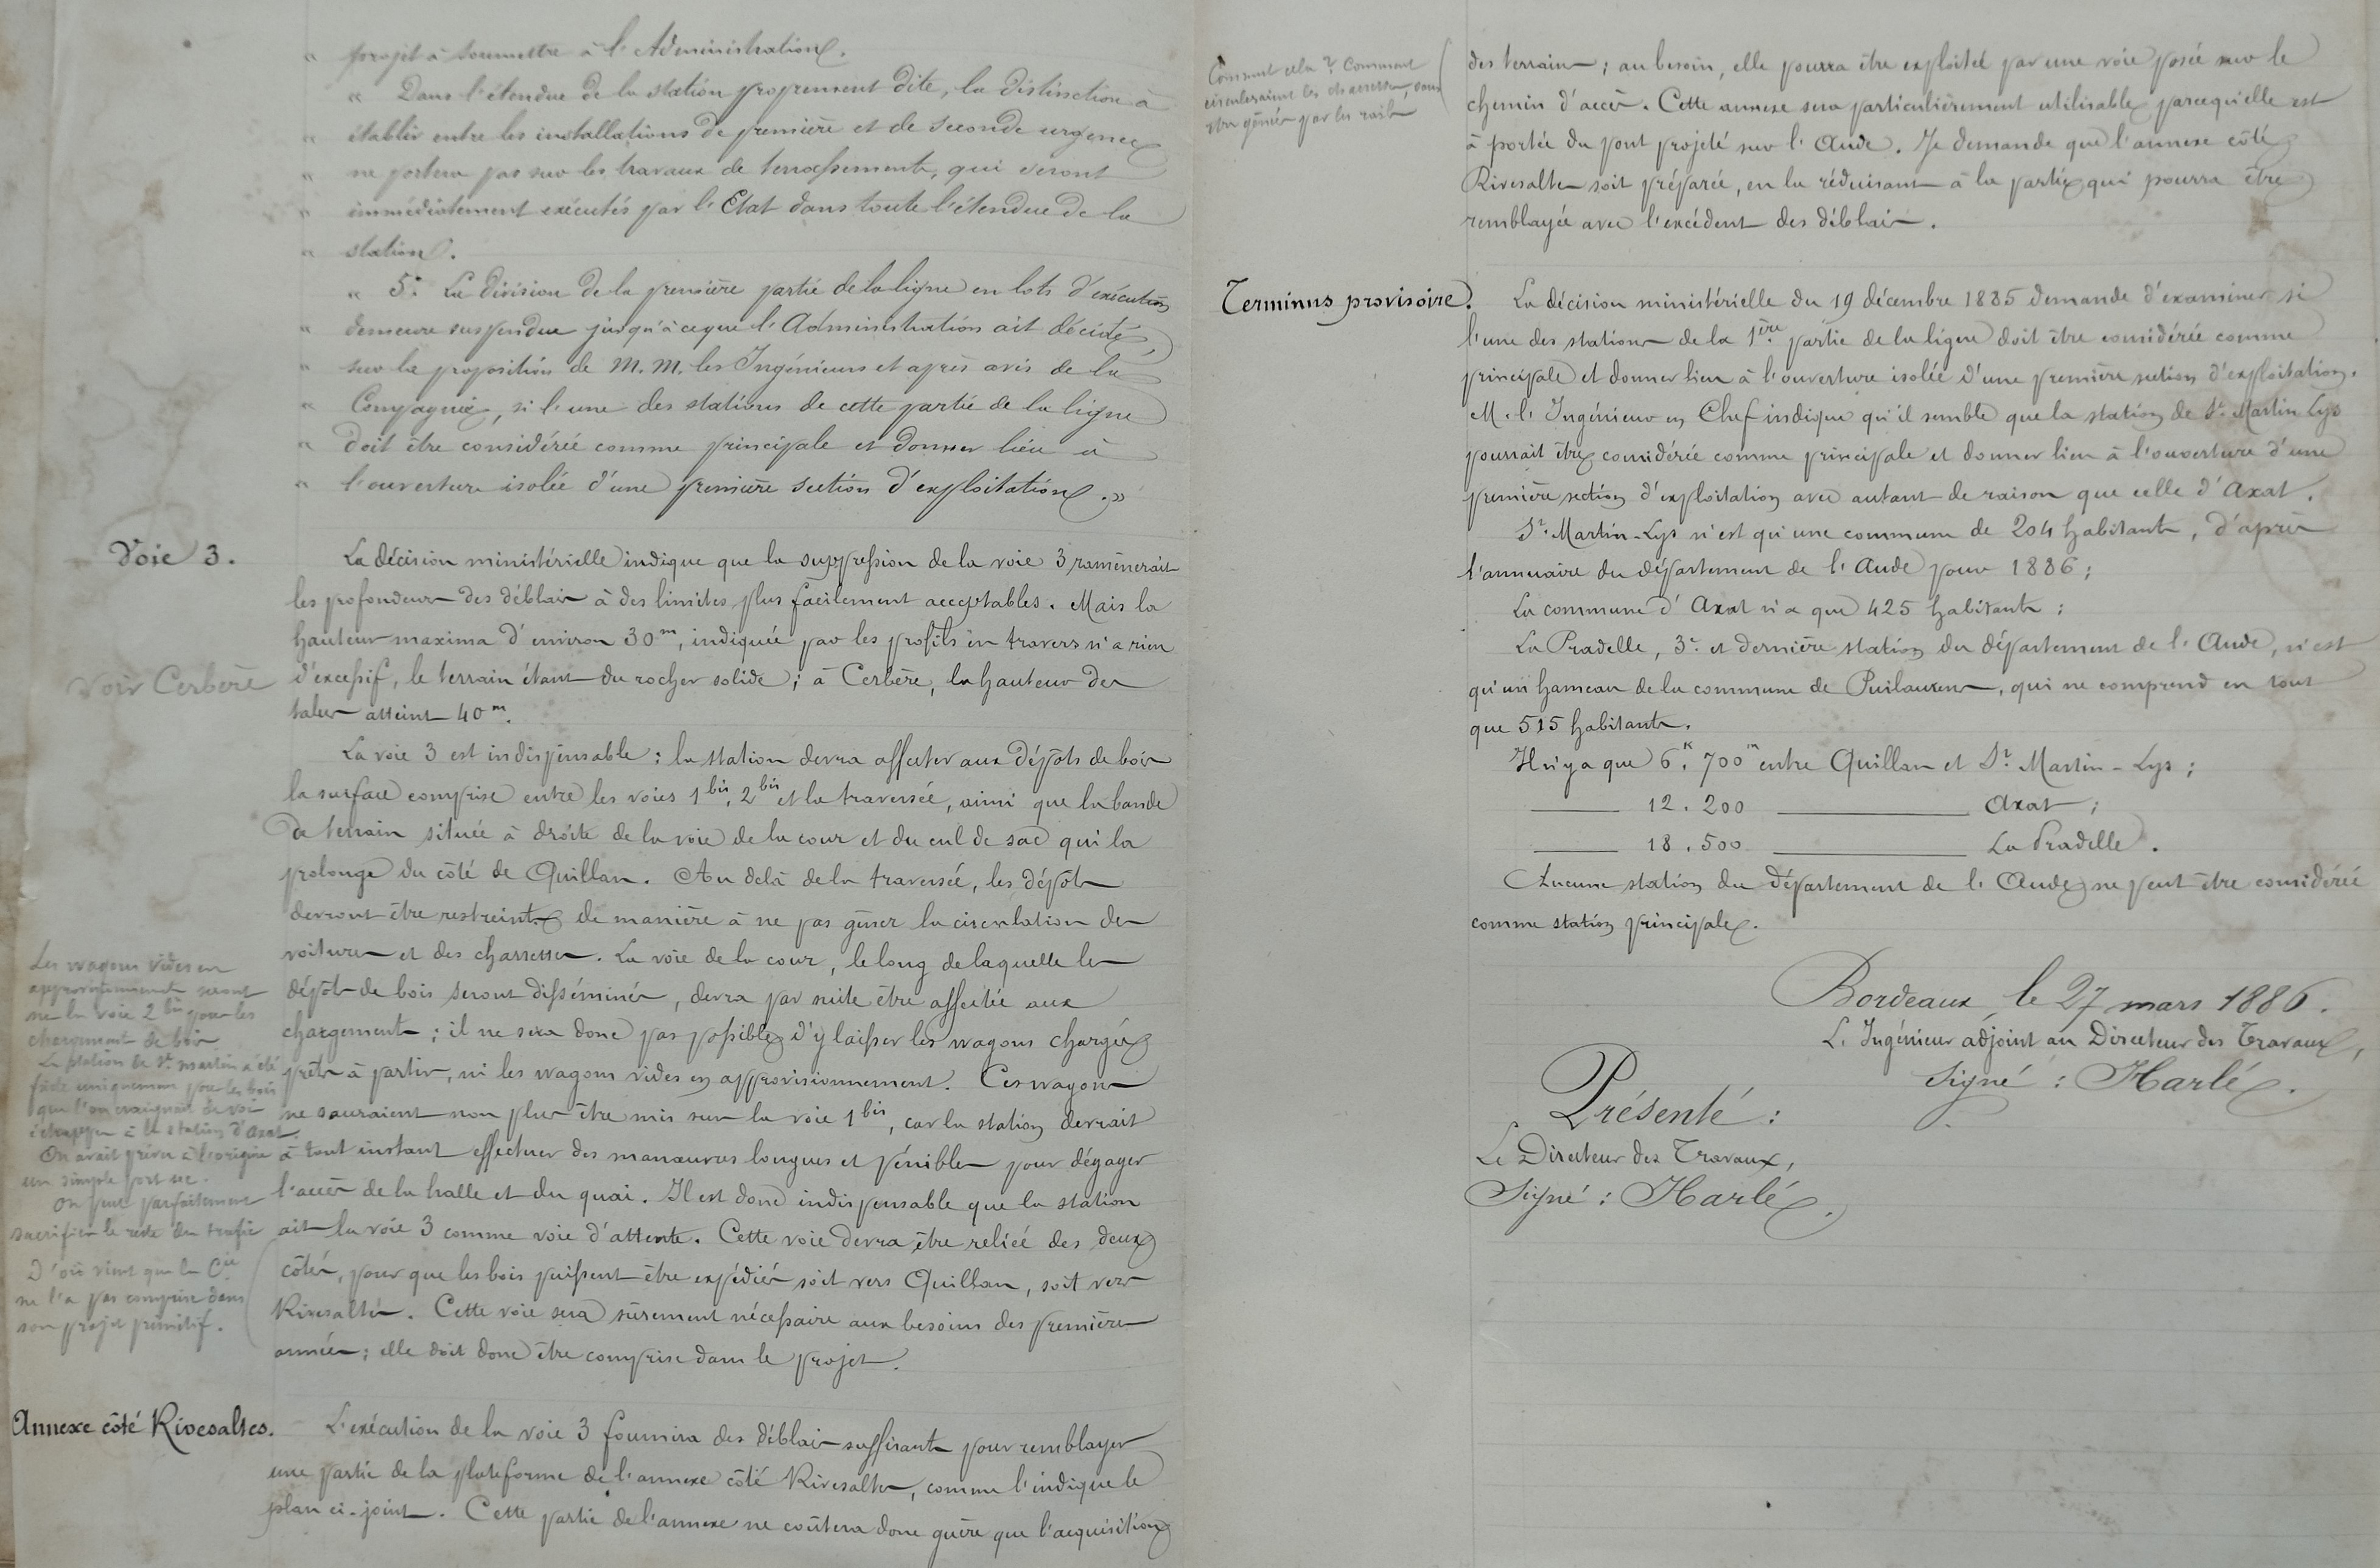 « projet à soumettre à l'Administration.
« Dans l'étendue de la station proprement dite, la distinction à
« établir entre les installations de première et de seconde urgence
« ne portera pas sur les travaux de terrassements, qui seront
« immédiatement exécutés par l'Etat dans toute l'étendue de la
« station.
« 5° La division de la première partie de la ligne en lots d'exécution
« demeure suspendue jusqu'à ce que l'Administration ait décidé,
« sur la proposition de M.M. les Ingénieurs et après avis de la
« Compagnie, si l'une des stations de cette partie de la ligne
« doit être considérée comme principale et donner lieu à
« l'ouverture isolée d'une première section d'exploitation. »
Voie 3.
La décision ministérielle indique que la suppression de la voie 3 ramènerait
les profondeurs des déblais à des limites plus facilement acceptables. Mais la
hauteur maxima d'environ 30m, indiquée par les profils en travers n'a rien
d'excessif, le terrain étant du rocher solide ; à Cerbère, la hauteur des
talus atteint 40m.
Voir Cerbère
La voie 3 est indispensable : la station devra affecter aux dépôts de bois
la surface comprise entre les voies 1bis, 2bis et la traversée, ainsi que la bande
de terrain située à droite de la voie de la cour et du cul de sac qui la
prolonge du côté de Quillan. Au delà de la traversée, les dépôts
devront être restreints de manière à ne pas gêner la circulation des
voitures et des charrettes. La voie de la cour, le long de laquelle les
dépôts de bois seront disséminés, devra par suite être affectée aux
chargements ; il ne sera donc pas possible d'y laisser les wagons chargés
prêts à partir, ni les wagons vides en approvisionnement. Ces wagons
ne sauraient non plus être mis sur la voie 1bis, car la station devrait
à tout instant effectuer des manœuvres longues et pénibles pour dégager
l'accès de la halle et du quai. Il est donc indispensable que la station
ait la voie 3 comme voie d'attente. Cette voie devra être reliée des deux
côtés, pour que les bois puissent être expédiés soit vers Quillan, soit vers
Rivesaltes. Cette voie sera sûrement nécessaire aux besoins des premières
années ; elle doit donc être comprise dans le projet.
Les wagons vides en
approvisionnement seront
sur la voie 2bis pour les
chargements de bois
La station de St Martin a été
faite uniquement pour les bois
que l'on craignait de voir
échapper à la station d'Axat.
On avait prévu à l'origine
un simple port sec.
On peut parfaitement
sacrifier le reste du trafic
D'où vient que la Cie
ne l'a pas comprise dans
son projet primitif.
Annexe côté Rivesaltes.
L'exécution de la voie 3 fournira des déblais suffisants pour remblayer
une partie de la plateforme de l'annexe côté Rivesaltes, comme l'indique le
plan ci-joint. Cette partie de l'annexe ne coûtera donc guère que l'acquisition
Comment cela ? Comment
circuleraient les charrettes, sans
être gênées par les rails
des terrains ; au besoin, elle pourra être exploitée par une voie posée sur le
chemin d'accès. Cette annexe sera particulièrement utilisable parcequ'elle est
à portée du pont projeté sur l'Aude. Je demande que l'annexe côté
Rivesaltes soit préparée, en la réduisant à la partie qui pourra être
remblayée avec l'excédent des déblais.
Terminus provisoire.
La décision ministérielle du 19 décembre 1885 demande d'examiner si
l'une des stations de la 1ère partie de la ligne doit être considérée comme
principale et donner lieu à l'ouverture isolée d'une première section d'exploitation.
M. l'Ingénieur en Chef indique qu'il semble que la station de St Martin Lys
pourrait être considérée comme principale et donner lieu à l'ouverture d'une
première section d'exploitation avec autant de raison que celle d'Axat.
St Martin-Lys n'est qu'une commune de 204 habitants, d'après
l'annuaire du département de l'Aude pour 1886 ;
La commune d'Axat n'a que 425 habitants ;
La Pradelle, 3e et dernière station du département de l'Aude, n'est
qu'un hameau de la commune de Puilaurens, qui ne comprend en tout
que 515 habitants.
Il n'y a que 6k,700m entre Quillan et St Martin-Lys ;
12.200 Axat ;
18.500 La Pradelle.
Aucune station du département de l'Aude ne peut être considérée
comme station principale.
Bordeaux, le 27 mars 1886.
L'Ingénieur adjoint au Directeur des Travaux,
Signé : Harlé.
Présenté :
Le Directeur des Travaux,
Signé : Harlé.